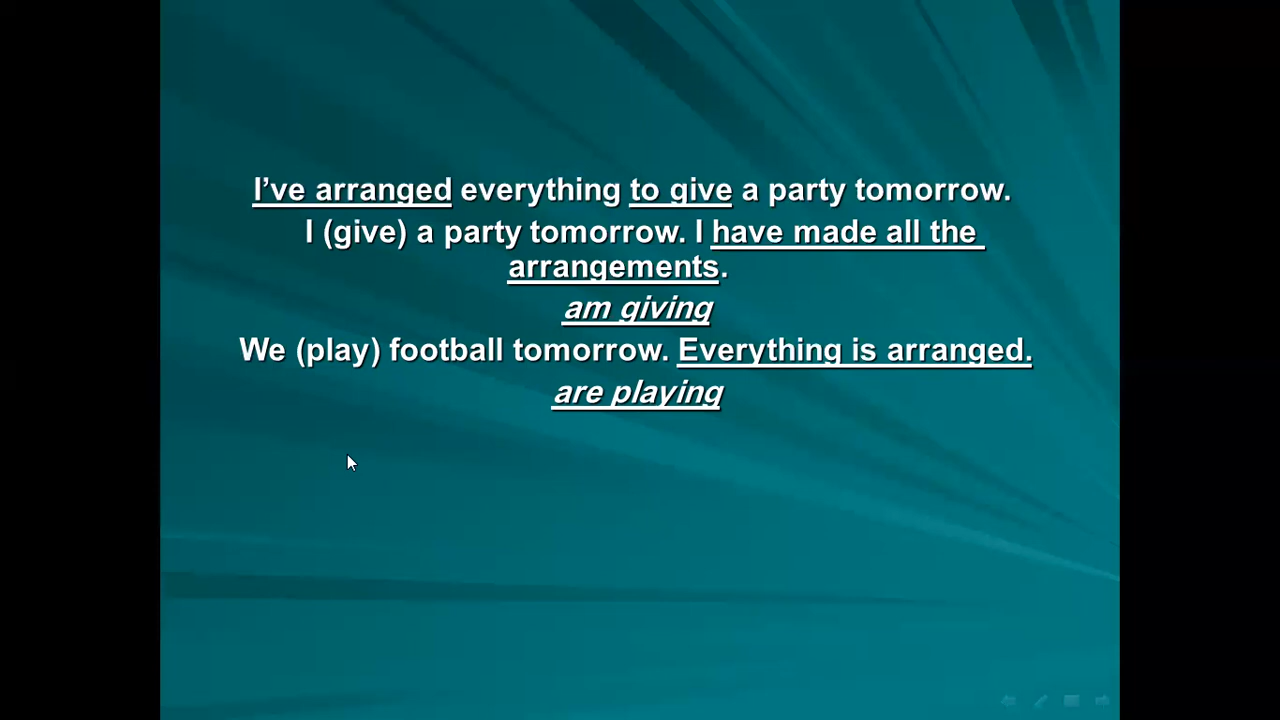 I’ve arranged everything to give a party tomorrow.
I (give) a party tomorrow. I have made all the
arrangements.
am giving
We (play) football tomorrow. Everything is arranged.
are playing